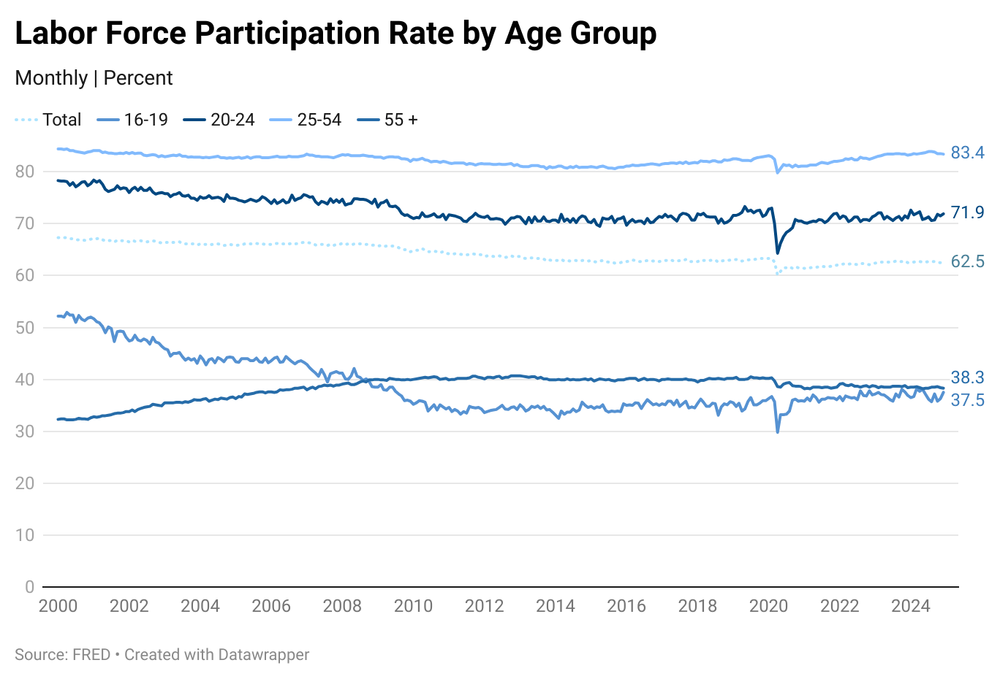 Labor Force Participation Rate by Age Group
Monthly | Percent
Total 16-19 20-24 25-54 55 +
83.4
80
71.9
70
62.5
60
50
40
38.3
37.5
30
20
10
0
2000 2002 2004 2006 2008 2010 2012 2014 2016 2018 2020 2022 2024
Source: FRED • Created with Datawrapper